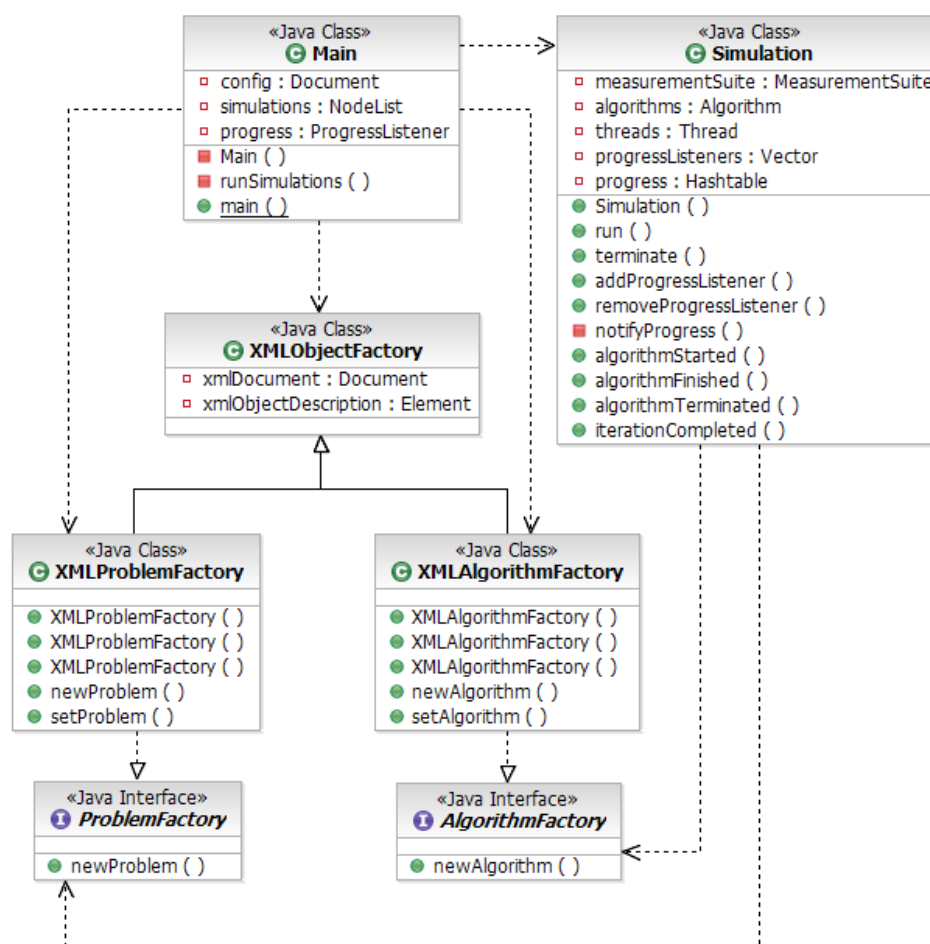 «Java Class»
Main
config : Document
simulations : NodeList
progress : ProgressListener
Main ( )
runSimulations ( )
main ( )
«Java Class»
Simulation
measurementSuite : MeasurementSuite
algorithms : Algorithm
threads : Thread
progressListeners : Vector
progress : Hashtable
Simulation ( )
run ( )
terminate ( )
addProgressListener ( )
removeProgressListener ( )
notifyProgress ( )
algorithmStarted ( )
algorithmFinished ( )
algorithmTerminated ( )
iterationCompleted ( )
«Java Class»
XMLObjectFactory
xmlDocument : Document
xmlObjectDescription : Element
«Java Class»
XMLProblemFactory
XMLProblemFactory ( )
XMLProblemFactory ( )
XMLProblemFactory ( )
newProblem ( )
setProblem ( )
«Java Class»
XMLAlgorithmFactory
XMLAlgorithmFactory ( )
XMLAlgorithmFactory ( )
XMLAlgorithmFactory ( )
newAlgorithm ( )
setAlgorithm ( )
«Java Interface»
ProblemFactory
newProblem ( )
«Java Interface»
AlgorithmFactory
newAlgorithm ( )